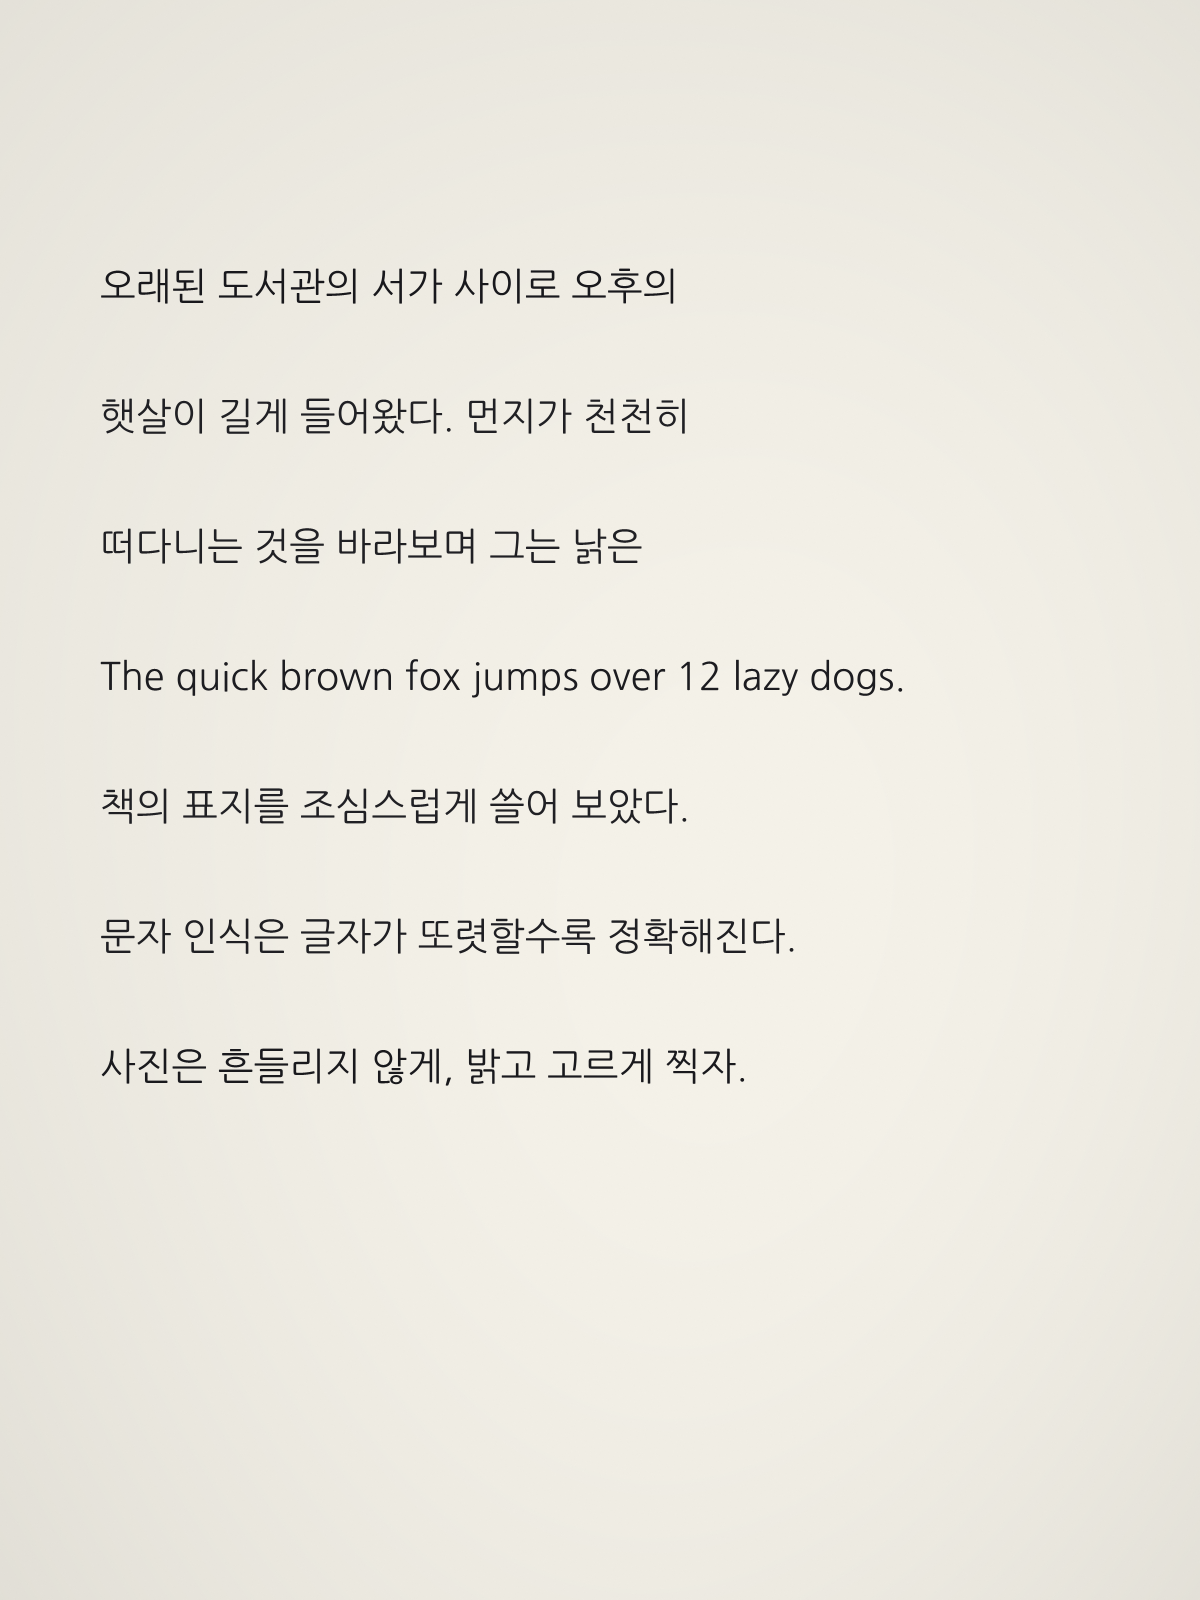 오래된 도서관의 서가 사이로 오후의
햇살이 길게 들어왔다. 먼지가 천천히
떠다니는 것을 바라보며 그는 낡은
The quick brown fox jumps over 12 lazy dogs.
책의 표지를 조심스럽게 쓸어 보았다.
문자 인식은 글자가 또렷할수록 정확해진다.
사진은 흔들리지 않게, 밝고 고르게 찍자.